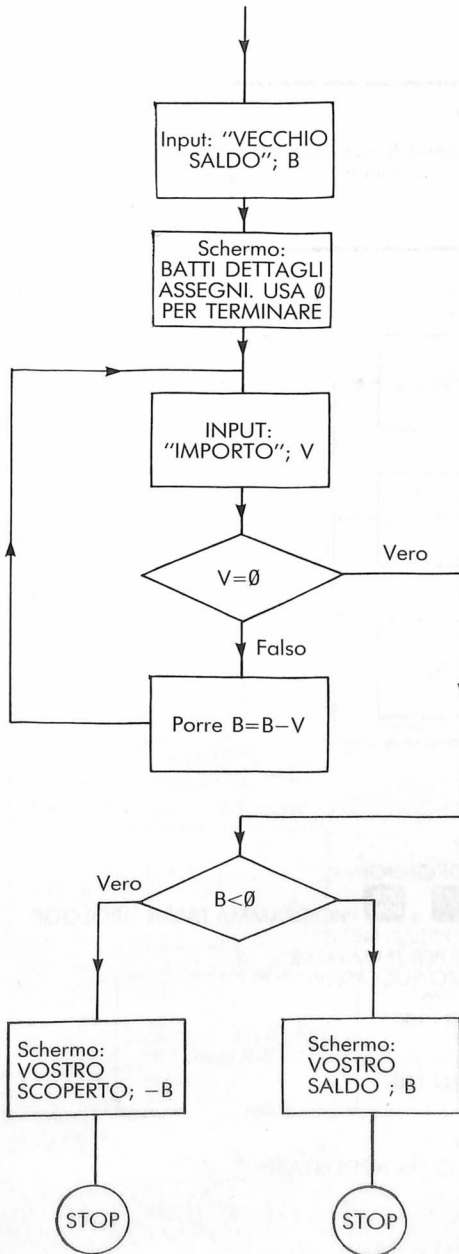 Input: “VECCHIO
SALDO”; B
Schermo:
BATTI DETTAGLI
ASSEGNI. USA Ø
PER TERMINARE
INPUT:
“IMPORTO”; V
V=Ø
Vero
Falso
Porre B=B−V
B<Ø
Vero
Schermo:
VOSTRO
SCOPERTO; −B
Schermo:
VOSTRO
SALDO ; B
STOP
STOP